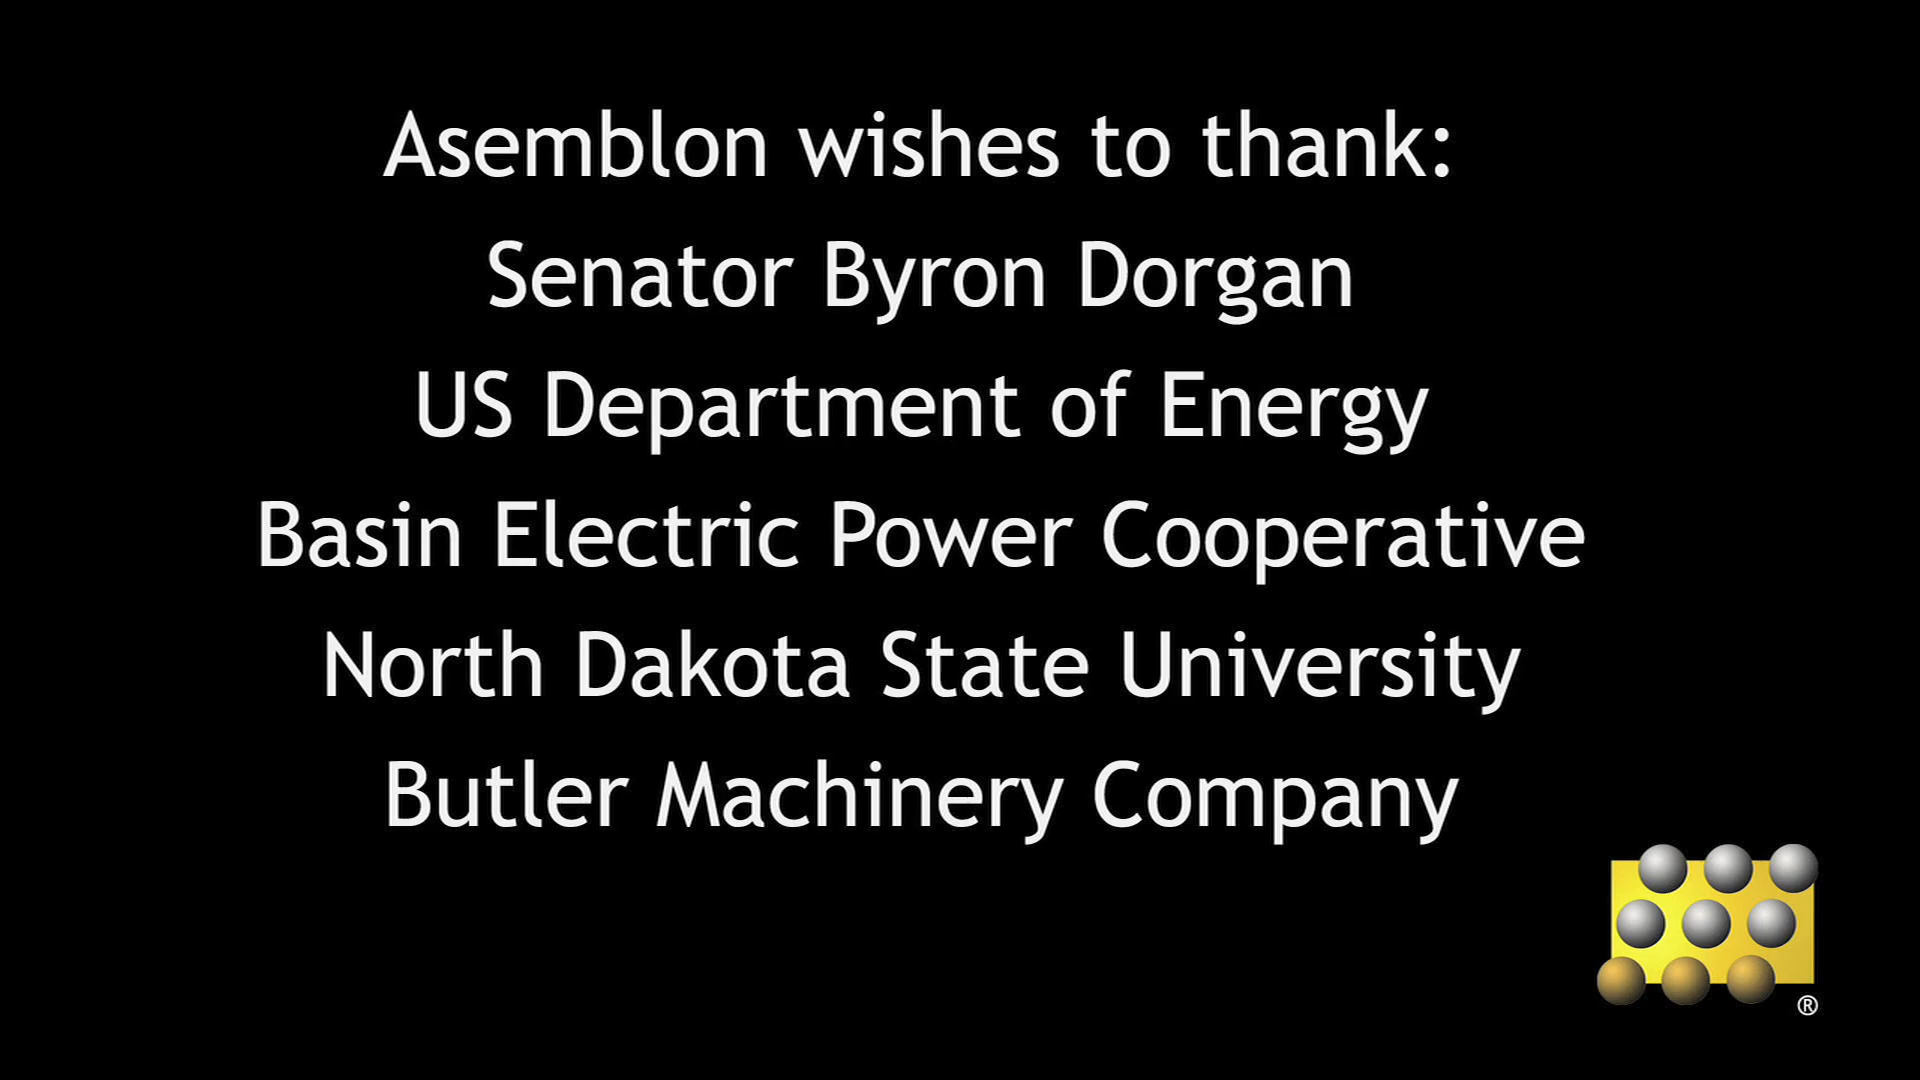 Asemblon wishes to thank:
Senator Byron Dorgan
US Department of Energy
Basin Electric Power Cooperative
North Dakota State University
Butler Machinery Company
®